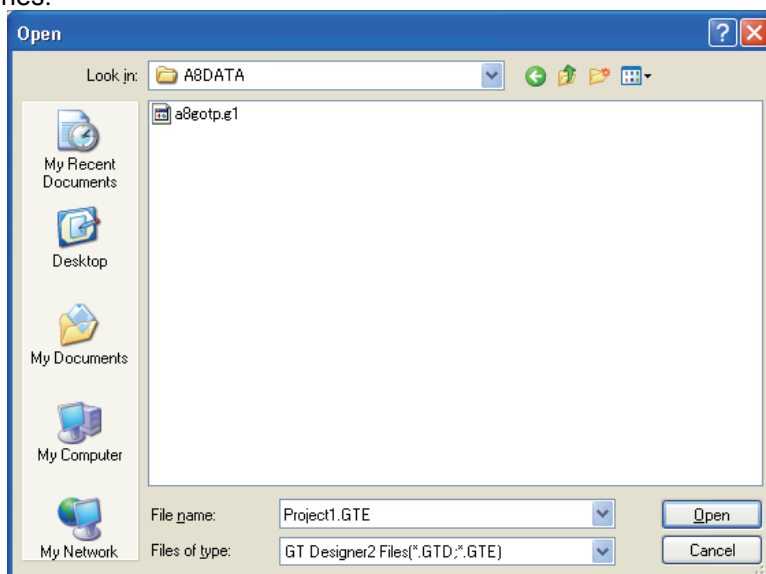 Open
Look in: A8DATA
a8gotp.g1
My Recent
Documents
Desktop
My Documents
My Computer
My Network
File name: Project1.GTE Open
Files of type: GT Designer2 Files(*.GTD;*.GTE) Cancel